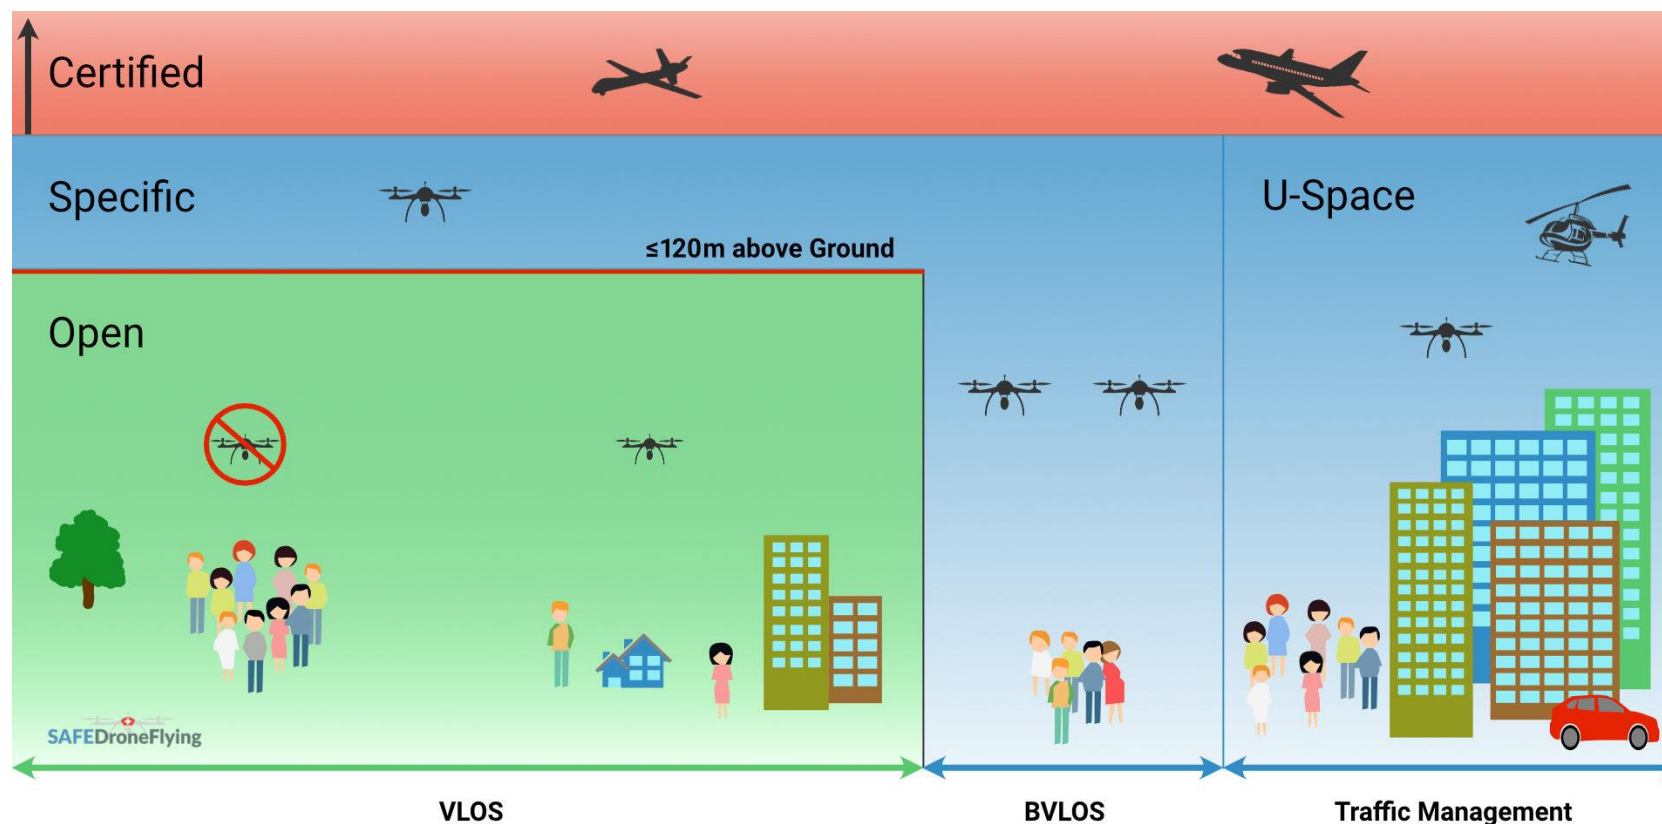 Certified
Specific
U-Space
≤120m above Ground
Open
SAFEDroneFlying
VLOS
BVLOS
Traffic Management